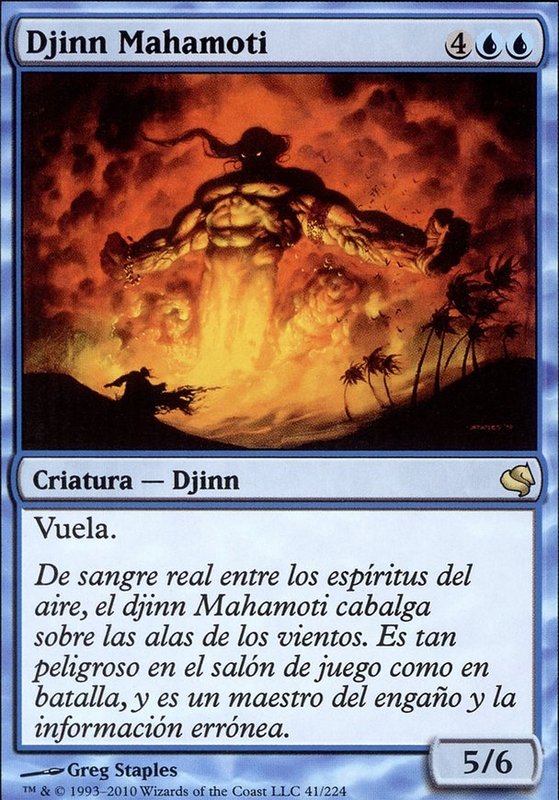 Djinn Mahamoti 4
Criatura — Djinn
Vuela.
De sangre real entre los espíritus del
aire, el djinn Mahamoti cabalga
sobre las alas de los vientos. Es tan
peligroso en el salón de juego como en
batalla, y es un maestro del engaño y la
información errónea.
5/6
Greg Staples
™ & © 1993–2010 Wizards of the Coast LLC 41/224